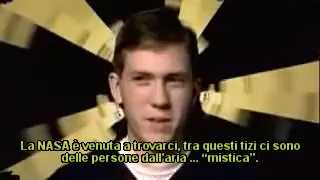 La NASA è venuta a trovarci, tra questi tizi ci sono
delle persone dall'aria ... “mistica”.